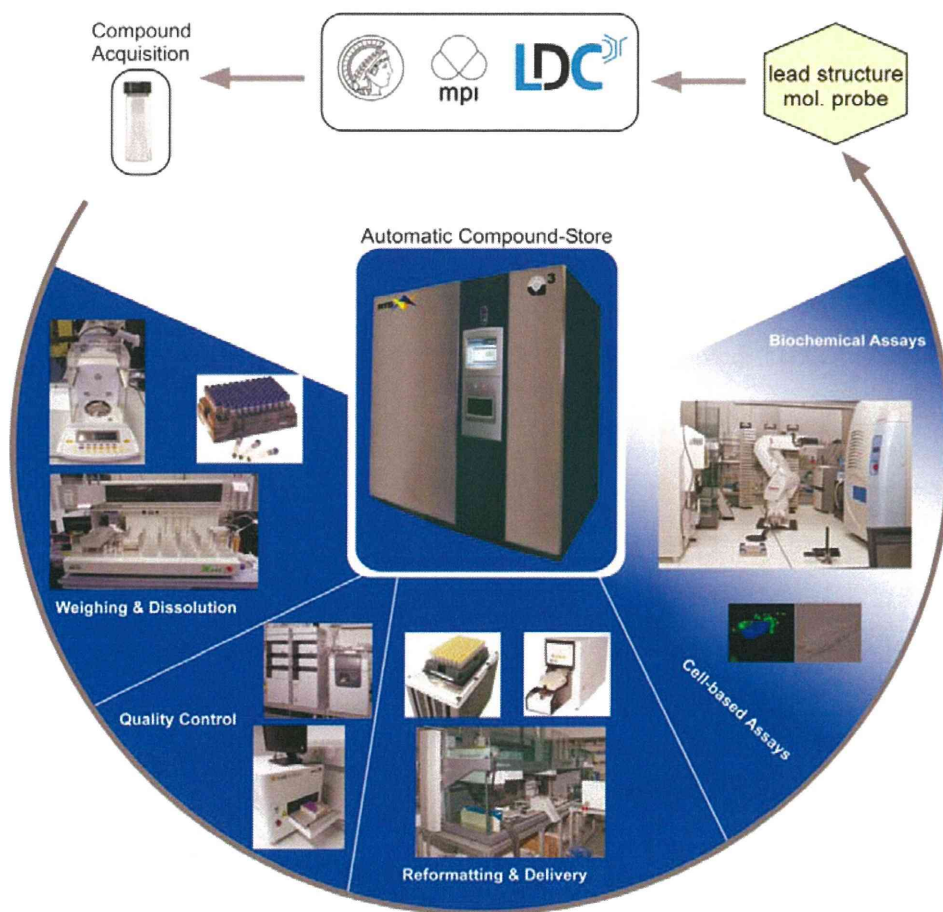 Compound
Acquisition
mpi
LDC
lead structure
mol. probe
Automatic Compound-Store
3
Biochemical Assays
Weighing & Dissolution
Cell-based Assays
Quality Control
Reformatting & Delivery